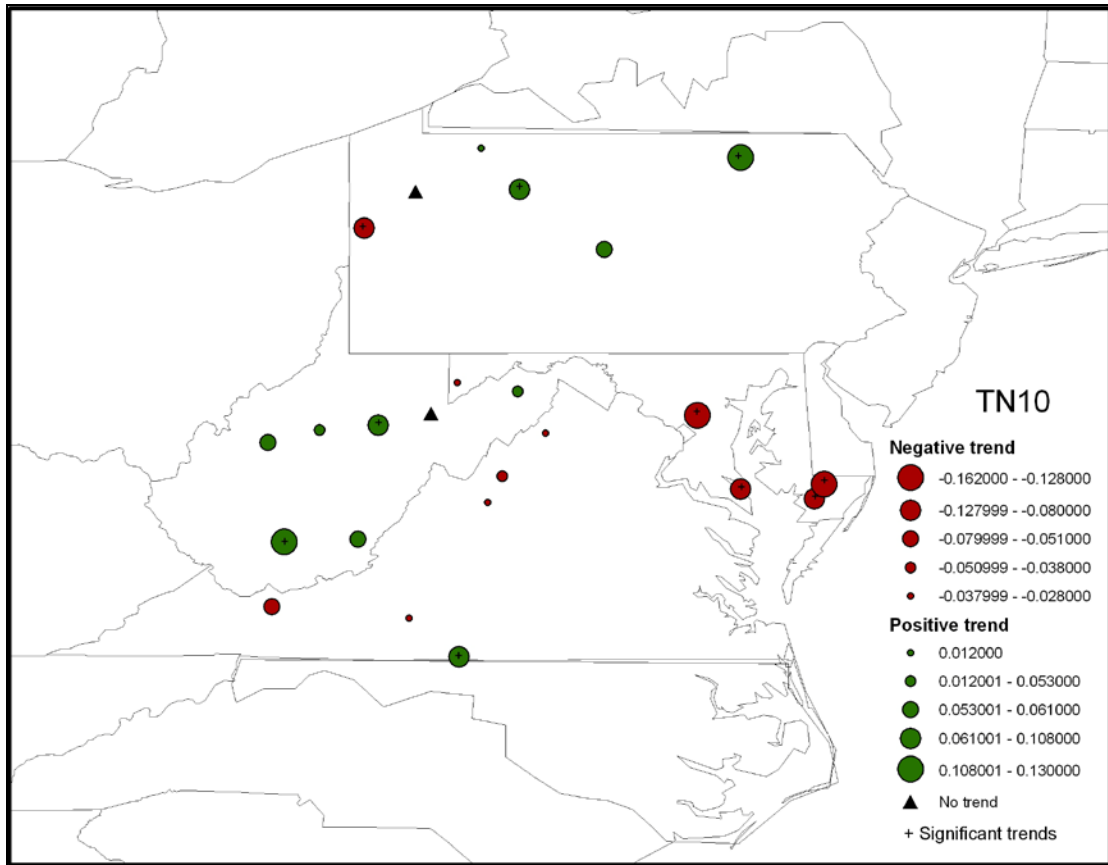 TN10
Negative trend
-0.162000 - -0.128000
-0.127999 - -0.080000
-0.079999 - -0.051000
-0.050999 - -0.038000
-0.037999 - -0.028000
Positive trend
0.012000
0.012001 - 0.053000
0.053001 - 0.061000
0.061001 - 0.108000
0.108001 - 0.130000
No trend
+ Significant trends